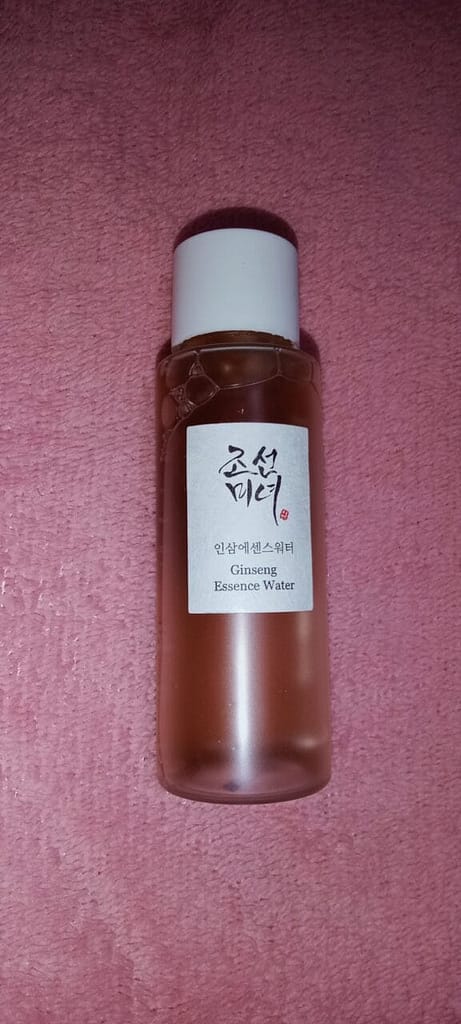 조선
미녀
인삼에센스워터
Ginseng
Essence Water